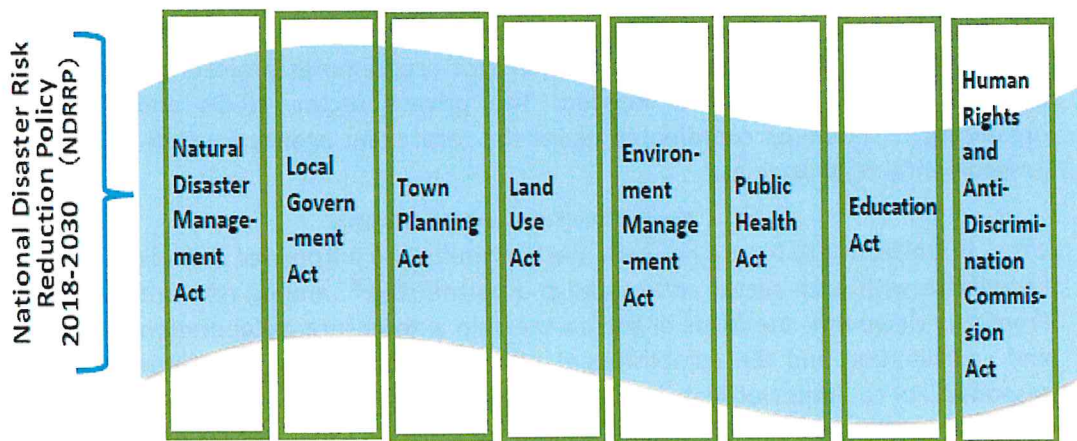 National Disaster Risk
Reduction Policy
2018-2030 (NDRRP)
Natural
Disaster
Manage-
ment
Act
Local
Govern
-ment
Act
Town
Planning
Act
Land
Use
Act
Environ-
ment
Manage
-ment
Act
Public
Health
Act
Education
Act
Human
Rights
and
Anti-
Discrimi-
nation
Commis-
sion
Act